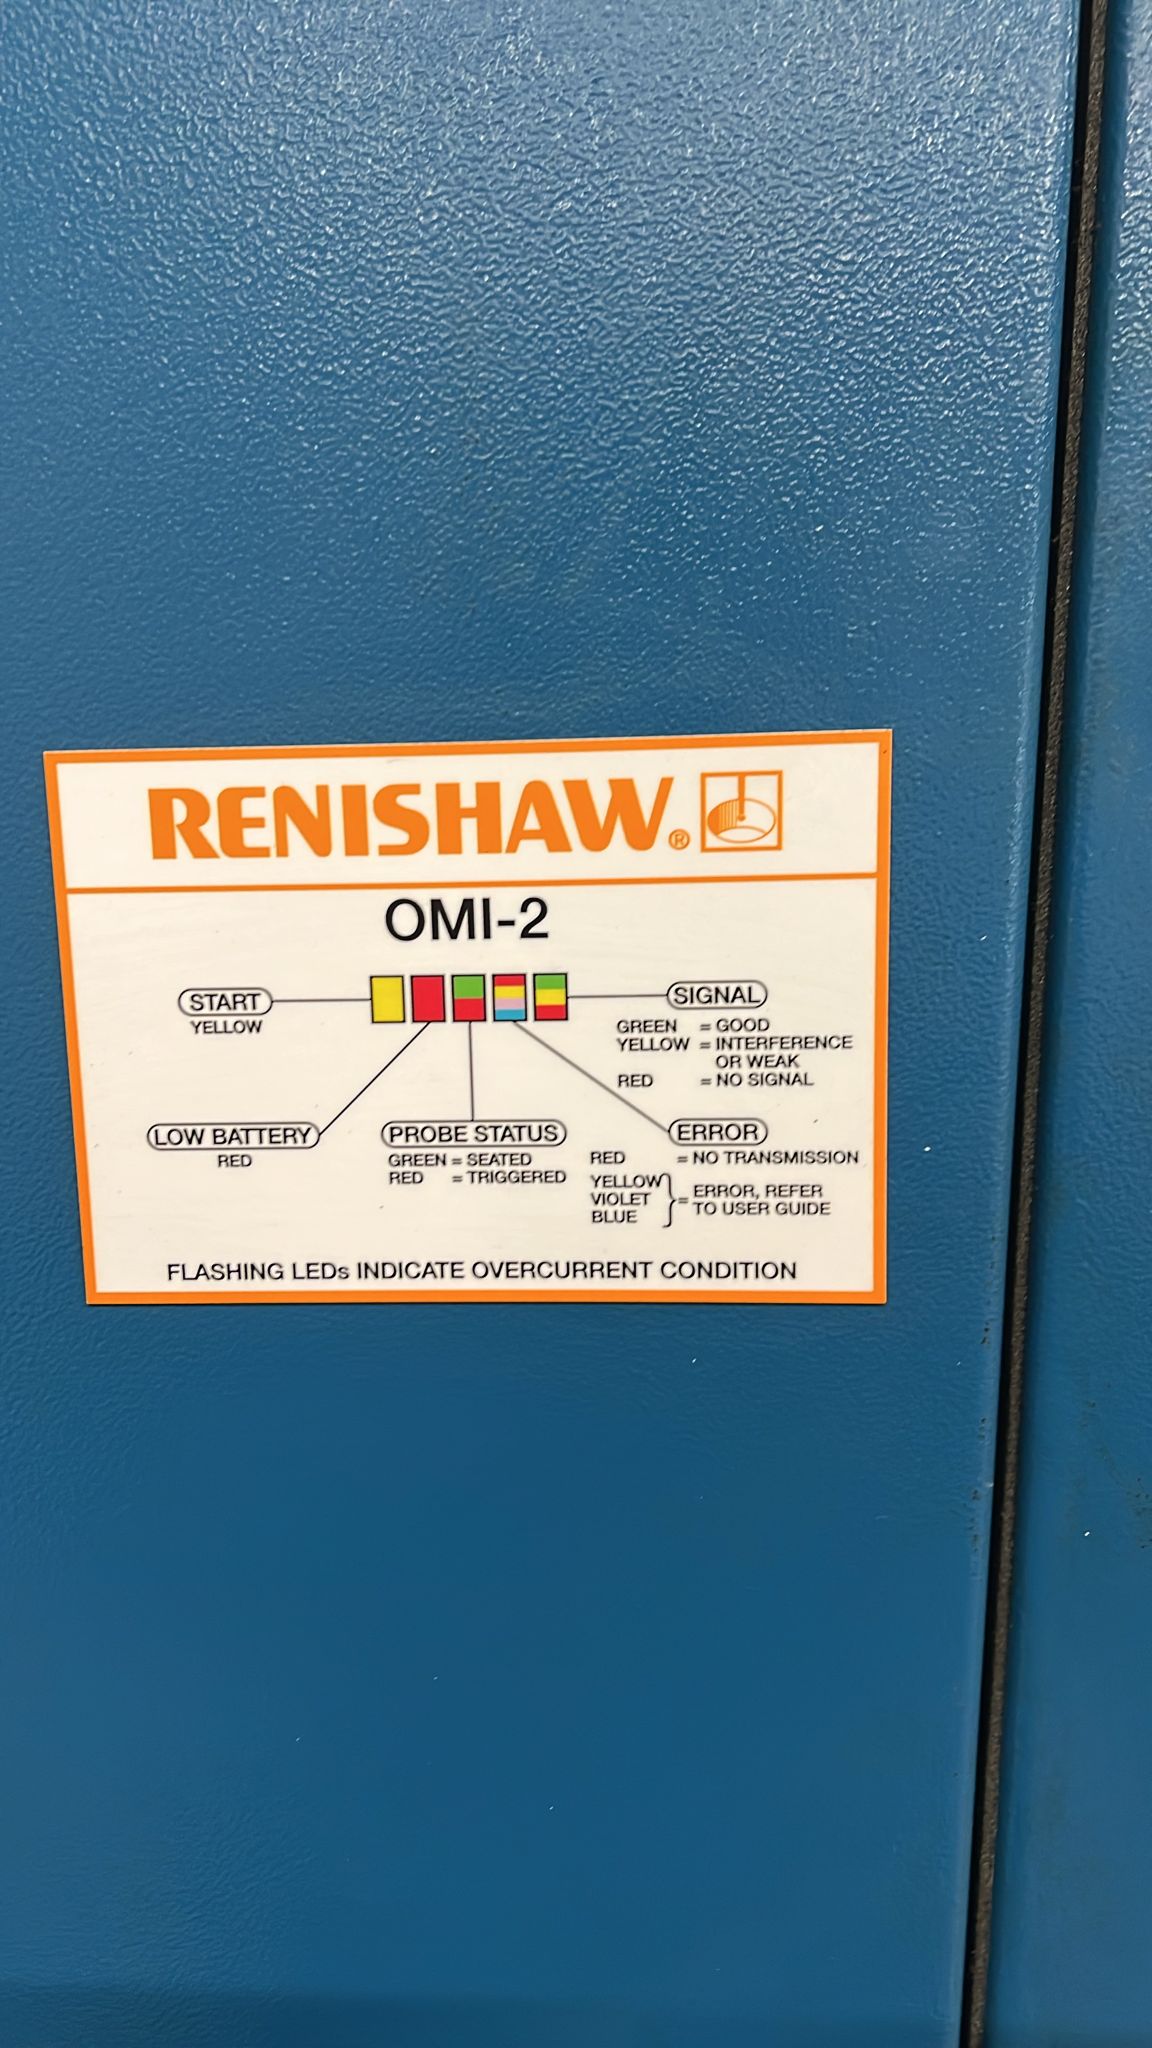 RENISHAW.®
OMI-2
START
YELLOW
SIGNAL
GREEN = GOOD
YELLOW = INTERFERENCE
OR WEAK
RED = NO SIGNAL
LOW BATTERY
RED
PROBE STATUS
GREEN = SEATED
RED = TRIGGERED
ERROR
RED = NO TRANSMISSION
YELLOW
VIOLET
BLUE
} = ERROR, REFER
TO USER GUIDE
FLASHING LEDs INDICATE OVERCURRENT CONDITION